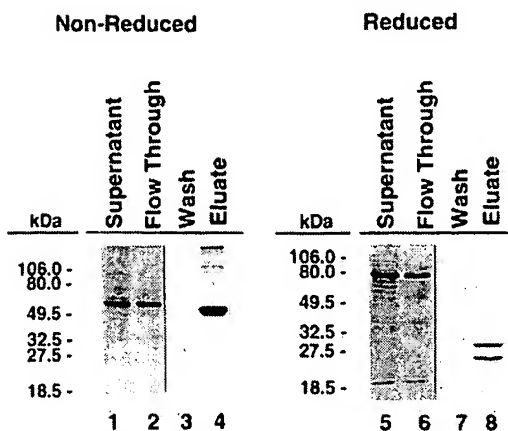 Non-Reduced
Supernatant
Flow Through
Wash
Eluate
kDa
106.0 -
80.0 -
49.5 -
32.5 -
27.5 -
18.5 -
1 2 3 4
Reduced
Supernatant
Flow Through
Wash
Eluate
kDa
106.0 -
80.0 -
49.5 -
32.5 -
27.5 -
18.5 -
5 6 7 8